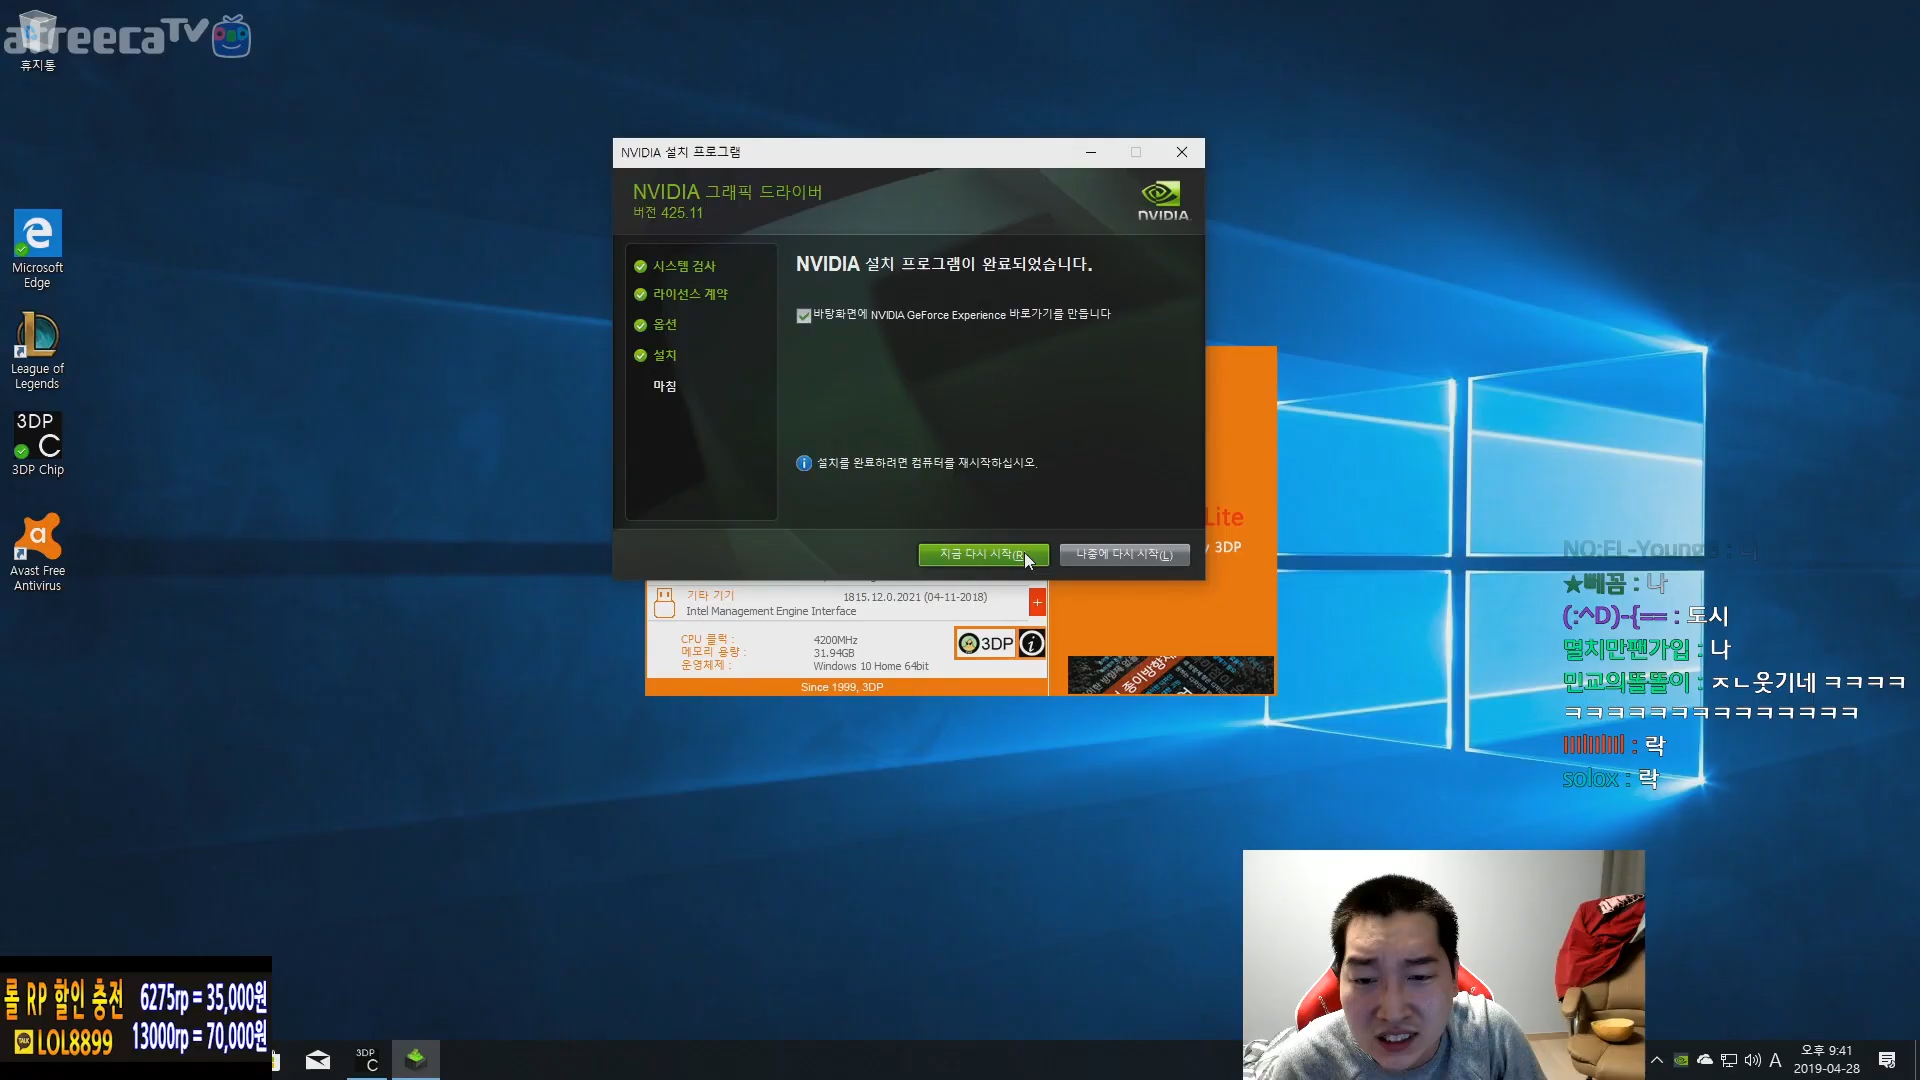 afreecaTV
휴지통
Microsoft
Edge
League of
Legends
3DP
C
3DP Chip
Avast Free
Antivirus
NVIDIA 설치 프로그램
NVIDIA 그래픽 드라이버
버전 425.11
NVIDIA
시스템 검사
라이선스 계약
옵션
설치
마침
NVIDIA 설치 프로그램이 완료되었습니다.
바탕화면에 NVIDIA GeForce Experience 바로가기를 만듭니다
설치를 완료하려면 컴퓨터를 재시작하십시오.
지금 다시 시작(R)
나중에 다시 시작(L)
Lite
3DP
기타 기기
1815.12.0.2021 (04-11-2018)
Intel Management Engine Interface
CPU 클럭 : 4200MHz
메모리 용량 : 31.94GB
운영체제 : Windows 10 Home 64bit
3DP
Since 1999, 3DP
★빼꼼 : 나
(:^D)-{== : 도시
멸치만팬가입 : 나
민교의똘똘이 : ㅈㄴ웃기네 ㅋㅋㅋㅋ
ㅋㅋㅋㅋㅋㅋㅋㅋㅋㅋㅋㅋㅋㅋ
: 락
solox : 락
롤 RP 할인 충전
6275rp = 35,000원
TALK
LOL8899
13000rp = 70,000원
3DP
C
A
오후 9:41
2019-04-28